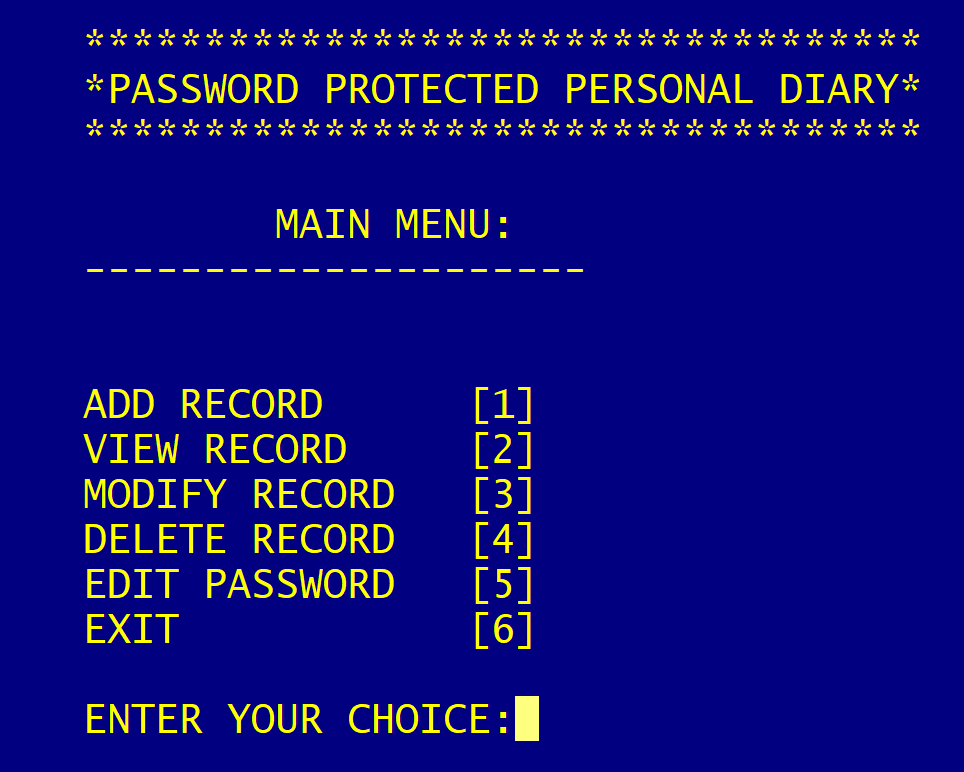 ***********************************
*PASSWORD PROTECTED PERSONAL DIARY*
***********************************
MAIN MENU:
---------------------
ADD RECORD [1]
VIEW RECORD [2]
MODIFY RECORD [3]
DELETE RECORD [4]
EDIT PASSWORD [5]
EXIT [6]
ENTER YOUR CHOICE: